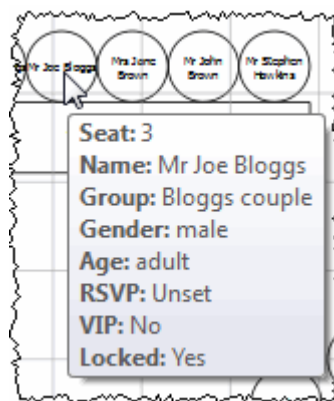 Mr Joe Bloggs
Mrs Jane Brown
Mr John Brown
Mr Stephen Hawkins
Seat: 3
Name: Mr Joe Bloggs
Group: Bloggs couple
Gender: male
Age: adult
RSVP: Unset
VIP: No
Locked: Yes